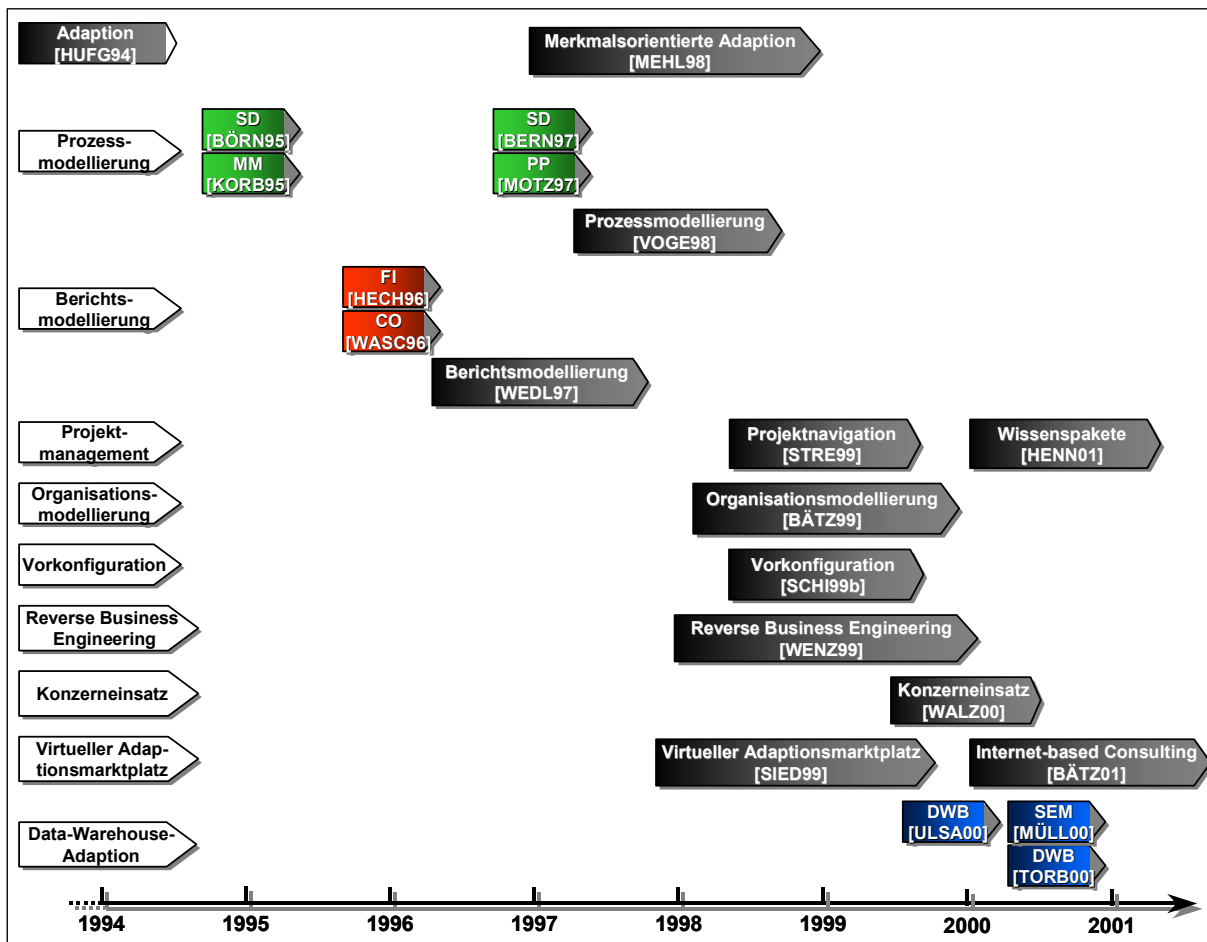 Adaption
[HUFG94]
Merkmalsorientierte Adaption
[MEHL98]
Prozess-
modellierung
SD
[BÖRN95]
MM
[KORB95]
SD
[BERN97]
PP
[MOTZ97]
Prozessmodellierung
[VOGE98]
Berichts-
modellierung
FI
[HECH96]
CO
[WASC96]
Berichtsmodellierung
[WEDL97]
Projekt-
management
Projektnavigation
[STRE99]
Wissenspakete
[HENN01]
Organisations-
modellierung
Organisationsmodellierung
[BÄTZ99]
Vorkonfiguration
Vorkonfiguration
[SCHI99b]
Reverse Business
Engineering
Reverse Business Engineering
[WENZ99]
Konzerneinsatz
Konzerneinsatz
[WALZ00]
Virtueller Adap-
tionsmarktplatz
Virtueller Adaptionsmarktplatz
[SIED99]
Internet-based Consulting
[BÄTZ01]
Data-Warehouse-
Adaption
DWB
[ULSA00]
SEM
[MÜLL00]
DWB
[TORB00]
1994 1995 1996 1997 1998 1999 2000 2001